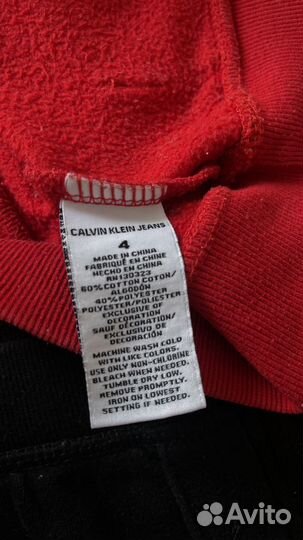 CALVIN KLEIN JEANS
4
MADE IN CHINA
FABRIQUÉ EN CHINE
HECHO EN CHINA
RN130323
60% COTTON COTON/
ALGODÓN
40% POLYESTER
POLYESTER/POLIÉSTER
EXCLUSIVE OF
DECORATION/
SAUF DÉCORATION/
EXCLUSIVO DE
DECORACIÓN
MACHINE WASH COLD
WITH LIKE COLORS.
USE ONLY NON-CHLORINE
BLEACH WHEN NEEDED.
TUMBLE DRY LOW.
REMOVE PROMPTLY.
IRON ON LOWEST
SETTING IF NEEDED.
Avito